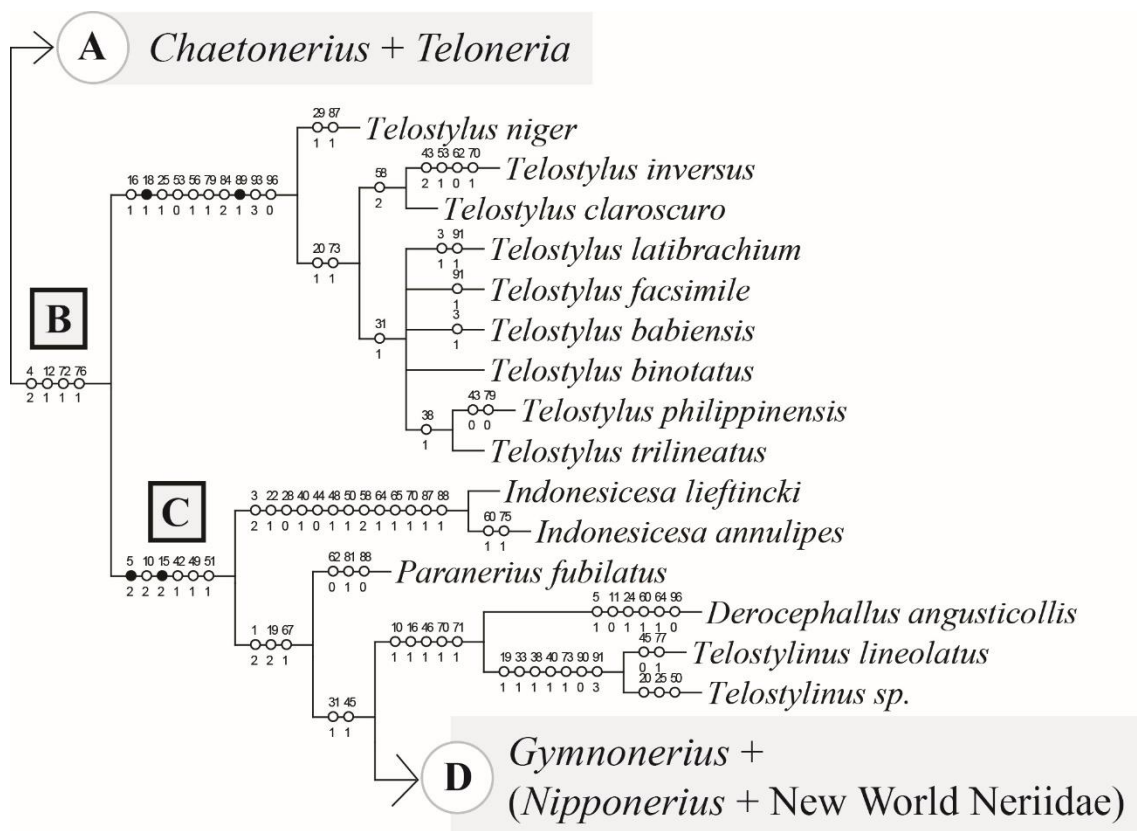 A Chaetonerius + Teloneria
29 87
1 1
Telostylus niger
16 18 25 53 56 79 84 89 93 96
1 1 1 0 1 1 2 1 3 0
43 53 62 70
2 1 0 1
Telostylus inversus
58
2
Telostylus claroscuro
20 73
1 1
3 91
1 1
Telostylus latibrachium
91
1
Telostylus facsimile
3
1
Telostylus babiensis
31
1
Telostylus binotatus
43 79
0 0
Telostylus philippinensis
38
1
Telostylus trilineatus
B
4 12 72 76
2 1 1 1
C
5 10 15 42 49 51
2 2 2 1 1 1
3 22 28 40 44 48 50 58 64 65 70 87 88
2 1 0 1 0 1 1 2 1 1 1 1 1
Indonesicesa lieftincki
60 75
1 1
Indonesicesa annulipes
62 81 88
0 1 0
Paranerius fubilatus
1 19 67
2 2 1
10 16 46 70 71
1 1 1 1 1
5 11 24 60 64 96
1 0 1 1 1 0
Derocephallus angusticollis
19 33 38 40 73 90 91
1 1 1 1 1 0 3
45 77
0 1
Telostylinus lineolatus
20 25 50
1 1 1
Telostylinus sp.
31 45
1 1
D Gymnonerius +
(Nipponerius + New World Neriidae)